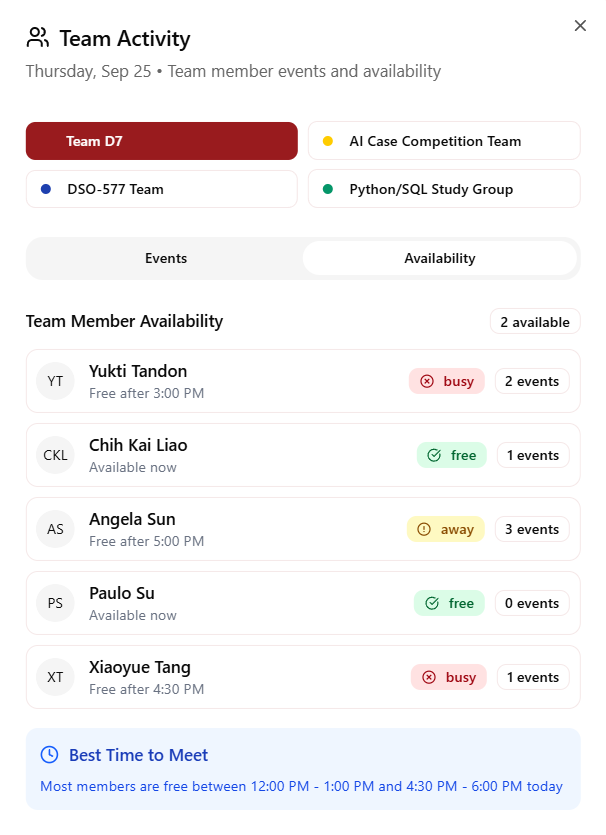 Team Activity
Thursday, Sep 25 • Team member events and availability
Team D7
AI Case Competition Team
DSO-577 Team
Python/SQL Study Group
Events
Availability
Team Member Availability
2 available
YT
Yukti Tandon
Free after 3:00 PM
busy
2 events
CKL
Chih Kai Liao
Available now
free
1 events
AS
Angela Sun
Free after 5:00 PM
away
3 events
PS
Paulo Su
Available now
free
0 events
XT
Xiaoyue Tang
Free after 4:30 PM
busy
1 events
Best Time to Meet
Most members are free between 12:00 PM - 1:00 PM and 4:30 PM - 6:00 PM today